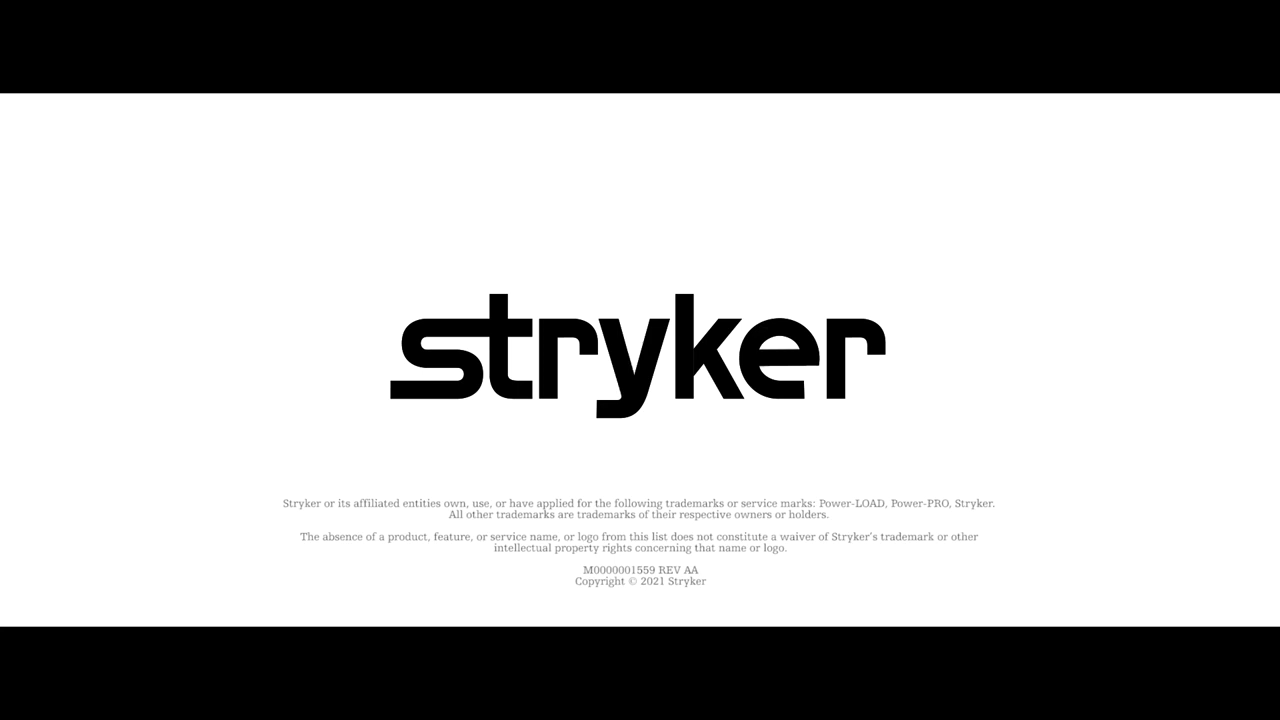 stryker
Stryker or its affiliated entities own, use, or have applied for the following trademarks or service marks: Power-LOAD, Power-PRO, Stryker.
All other trademarks are trademarks of their respective owners or holders.
The absence of a product, feature, or service name, or logo from this list does not constitute a waiver of Stryker's trademark or other
intellectual property rights concerning that name or logo.
M0000001559 REV AA
Copyright © 2021 Stryker